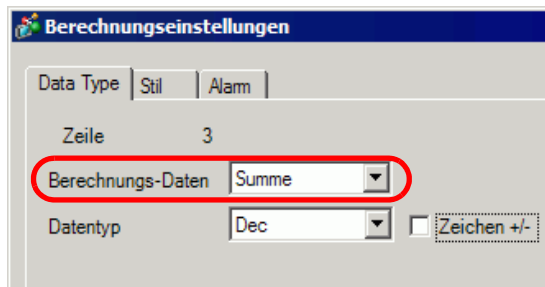 Berechnungseinstellungen
Data Type Stil Alarm
Zeile 3
Berechnungs-Daten Summe
Datentyp Dec Zeichen +/-